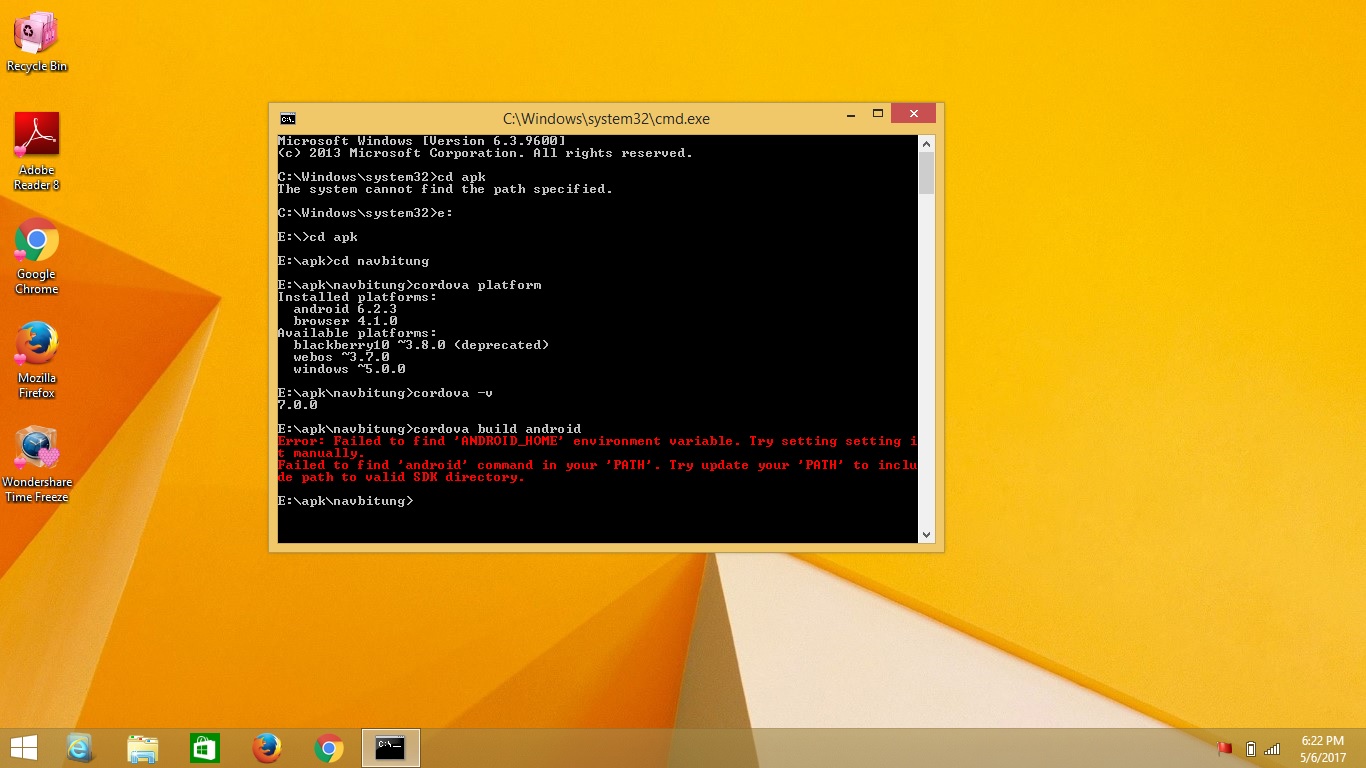 Recycle Bin
Adobe
Reader 8
Google
Chrome
Mozilla
Firefox
Wondershare
Time Freeze
C:\Windows\system32\cmd.exe
Microsoft Windows [Version 6.3.9600]
(c) 2013 Microsoft Corporation. All rights reserved.
C:\Windows\system32>cd apk
The system cannot find the path specified.
C:\Windows\system32>e:
E:\>cd apk
E:\apk>cd navbitung
E:\apk\navbitung>cordova platform
Installed platforms:
android 6.2.3
browser 4.1.0
Available platforms:
blackberry10 ~3.8.0 (deprecated)
webos ~3.7.0
windows ~5.0.0
E:\apk\navbitung>cordova -v
7.0.0
E:\apk\navbitung>cordova build android
Error: Failed to find 'ANDROID_HOME' environment variable. Try setting setting i
t manually.
Failed to find 'android' command in your 'PATH'. Try update your 'PATH' to inclu
de path to valid SDK directory.
E:\apk\navbitung>
6:22 PM
5/6/2017